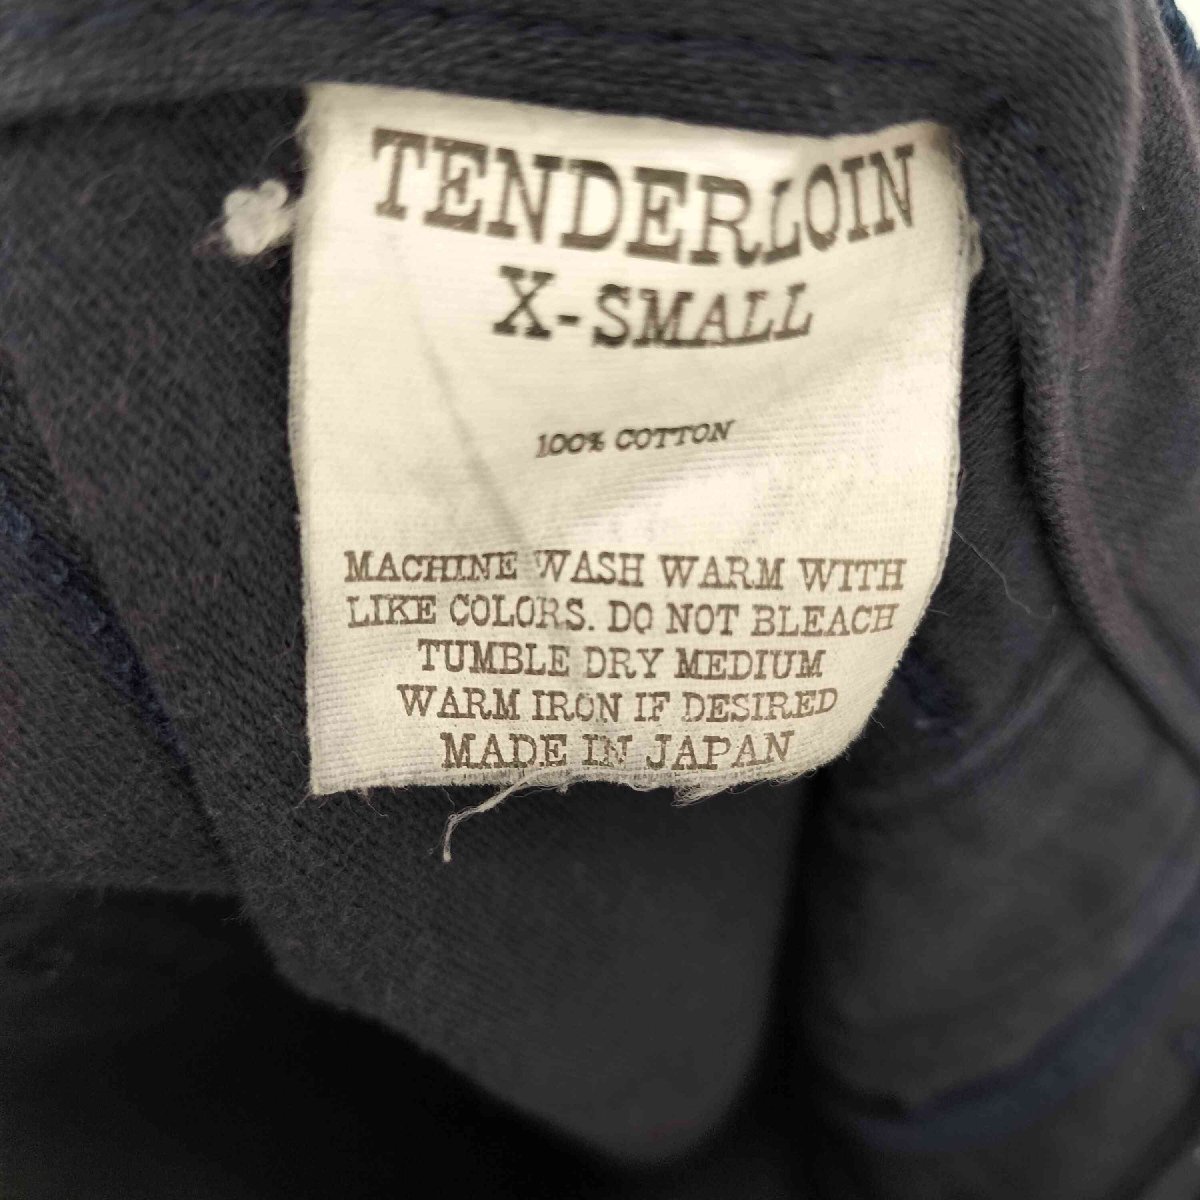 TENDERLOIN
X-SMALL
100% COTTON
MACHINE WASH WARM WITH
LIKE COLORS. DO NOT BLEACH
TUMBLE DRY MEDIUM
WARM IRON IF DESIRED
MADE IN JAPAN